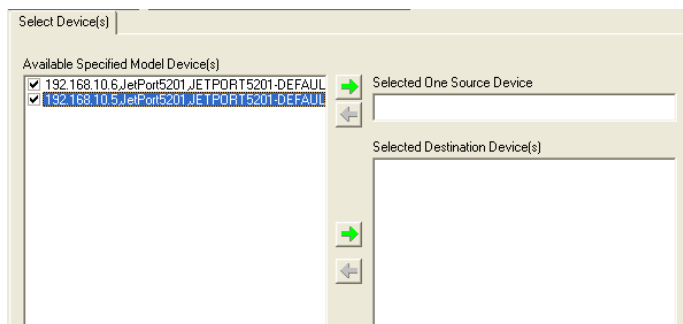 Select Device(s)
Available Specified Model Device(s)
192.168.10.6,JetPort5201,JETPORT5201-DEFAUL
192.168.10.5,JetPort5201,JETPORT5201-DEFAUL
Selected One Source Device
Selected Destination Device(s)